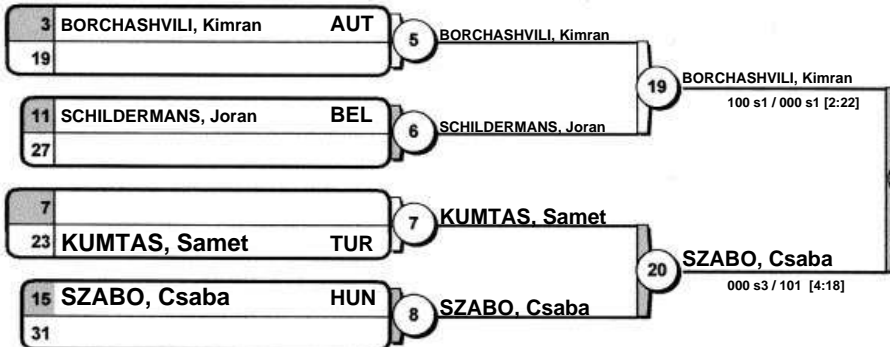 3 BORCHASHVILI, Kimran AUT
19
5 BORCHASHVILI, Kimran
11 SCHILDERMANS, Joran BEL
27
6 SCHILDERMANS, Joran
19 BORCHASHVILI, Kimran
100 s1 / 000 s1 [2:22]
7
23 KUMTAS, Samet TUR
7 KUMTAS, Samet
15 SZABO, Csaba HUN
31
8 SZABO, Csaba
20 SZABO, Csaba
000 s3 / 101 [4:18]